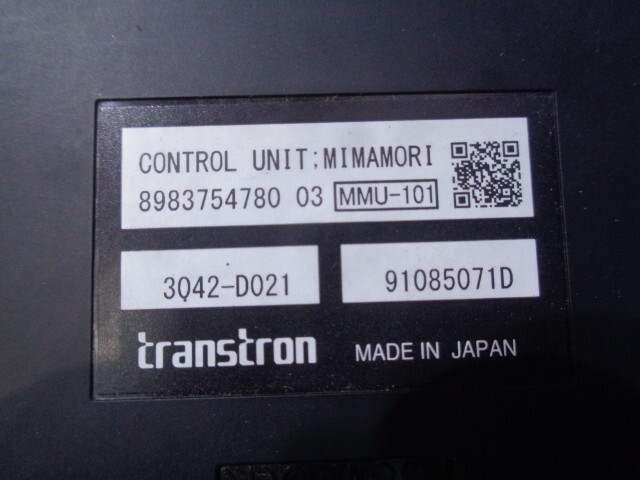 CONTROL UNIT:MIMAMORI
8983754780 03 MMU-101
3Q42-D021
91085071D
transtron MADE IN JAPAN